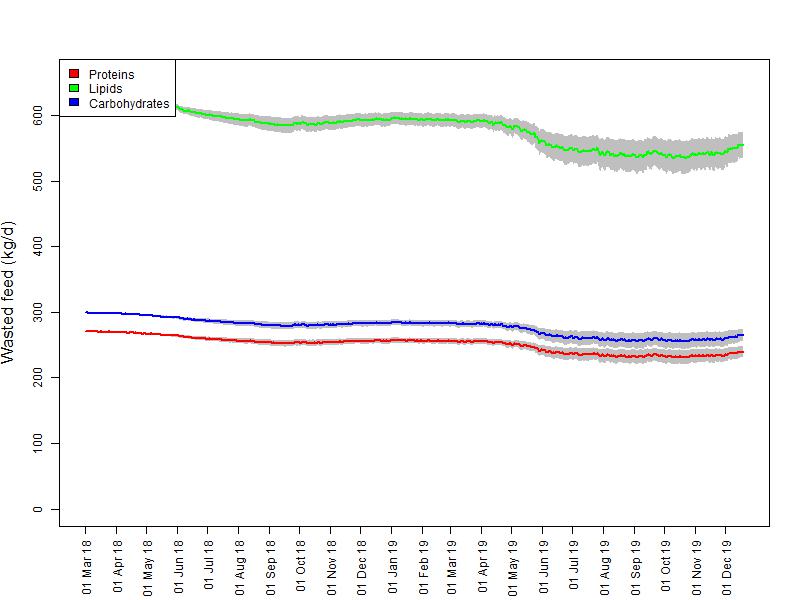 Proteins
Lipids
Carbohydrates
Wasted feed (kg/d)
600
500
400
300
200
100
0
01 Mar 18
01 Apr 18
01 May 18
01 Jun 18
01 Jul 18
01 Aug 18
01 Sep 18
01 Oct 18
01 Nov 18
01 Dec 18
01 Jan 19
01 Feb 19
01 Mar 19
01 Apr 19
01 May 19
01 Jun 19
01 Jul 19
01 Aug 19
01 Sep 19
01 Oct 19
01 Nov 19
01 Dec 19